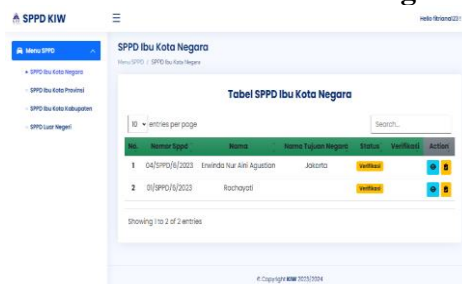 SPPD KIW
Hello fitriana1221
Menu SPPD
SPPD Ibu Kota Negara
SPPD Ibu Kota Provinsi
SPPD Ibu Kota Kabupaten
SPPD Luar Negeri
SPPD Ibu Kota Negara
Menu SPPD / SPPD Ibu Kota Negara
Tabel SPPD Ibu Kota Negara
10 entries per page
Search...
No. Nomor Sppd Nama Nama Tujuan Negara Status Verifikasi Action
1 04/SPPD/6/2023 Erwinda Nur Aini Agustian Jakarta Verifikasi
2 01/SPPD/6/2023 Rochayati Verifikasi
Showing 1 to 2 of 2 entries
© Copyright KIW 2023/2024